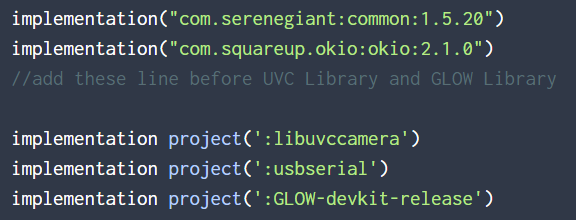 implementation("com.serenegiant:common:1.5.20")
implementation("com.squareup.okio:okio:2.1.0")
//add these line before UVC Library and GLOW Library
implementation project(':libuvccamera')
implementation project(':usbserial')
implementation project(':GLOW-devkit-release')